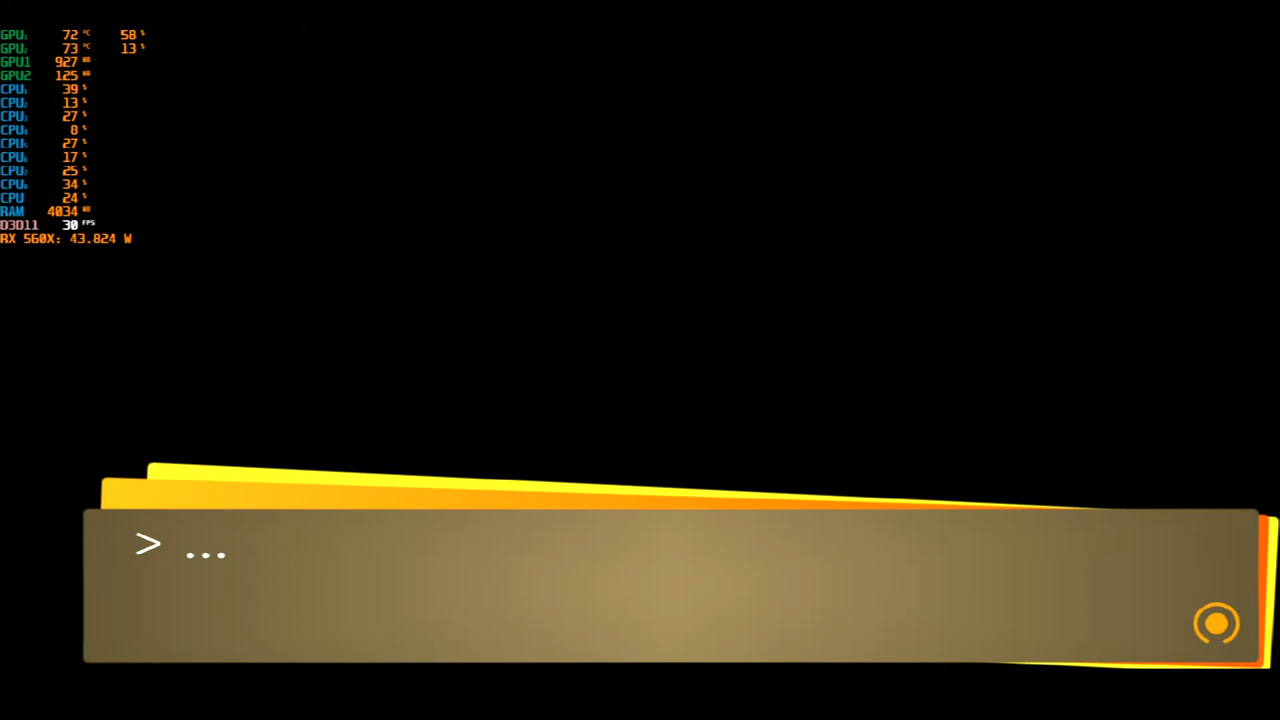 GPU₁ 72 °C 58 %
GPU₂ 73 °C 13 %
GPU1 927 MB
GPU2 125 MB
CPU₁ 39 %
CPU₂ 13 %
CPU₃ 27 %
CPU₄ 8 %
CPU₅ 27 %
CPU₆ 17 %
CPU₇ 25 %
CPU₈ 34 %
CPU 24 %
RAM 4034 MB
D3D11 30 FPS
RX 560X: 43.824 W
> ...